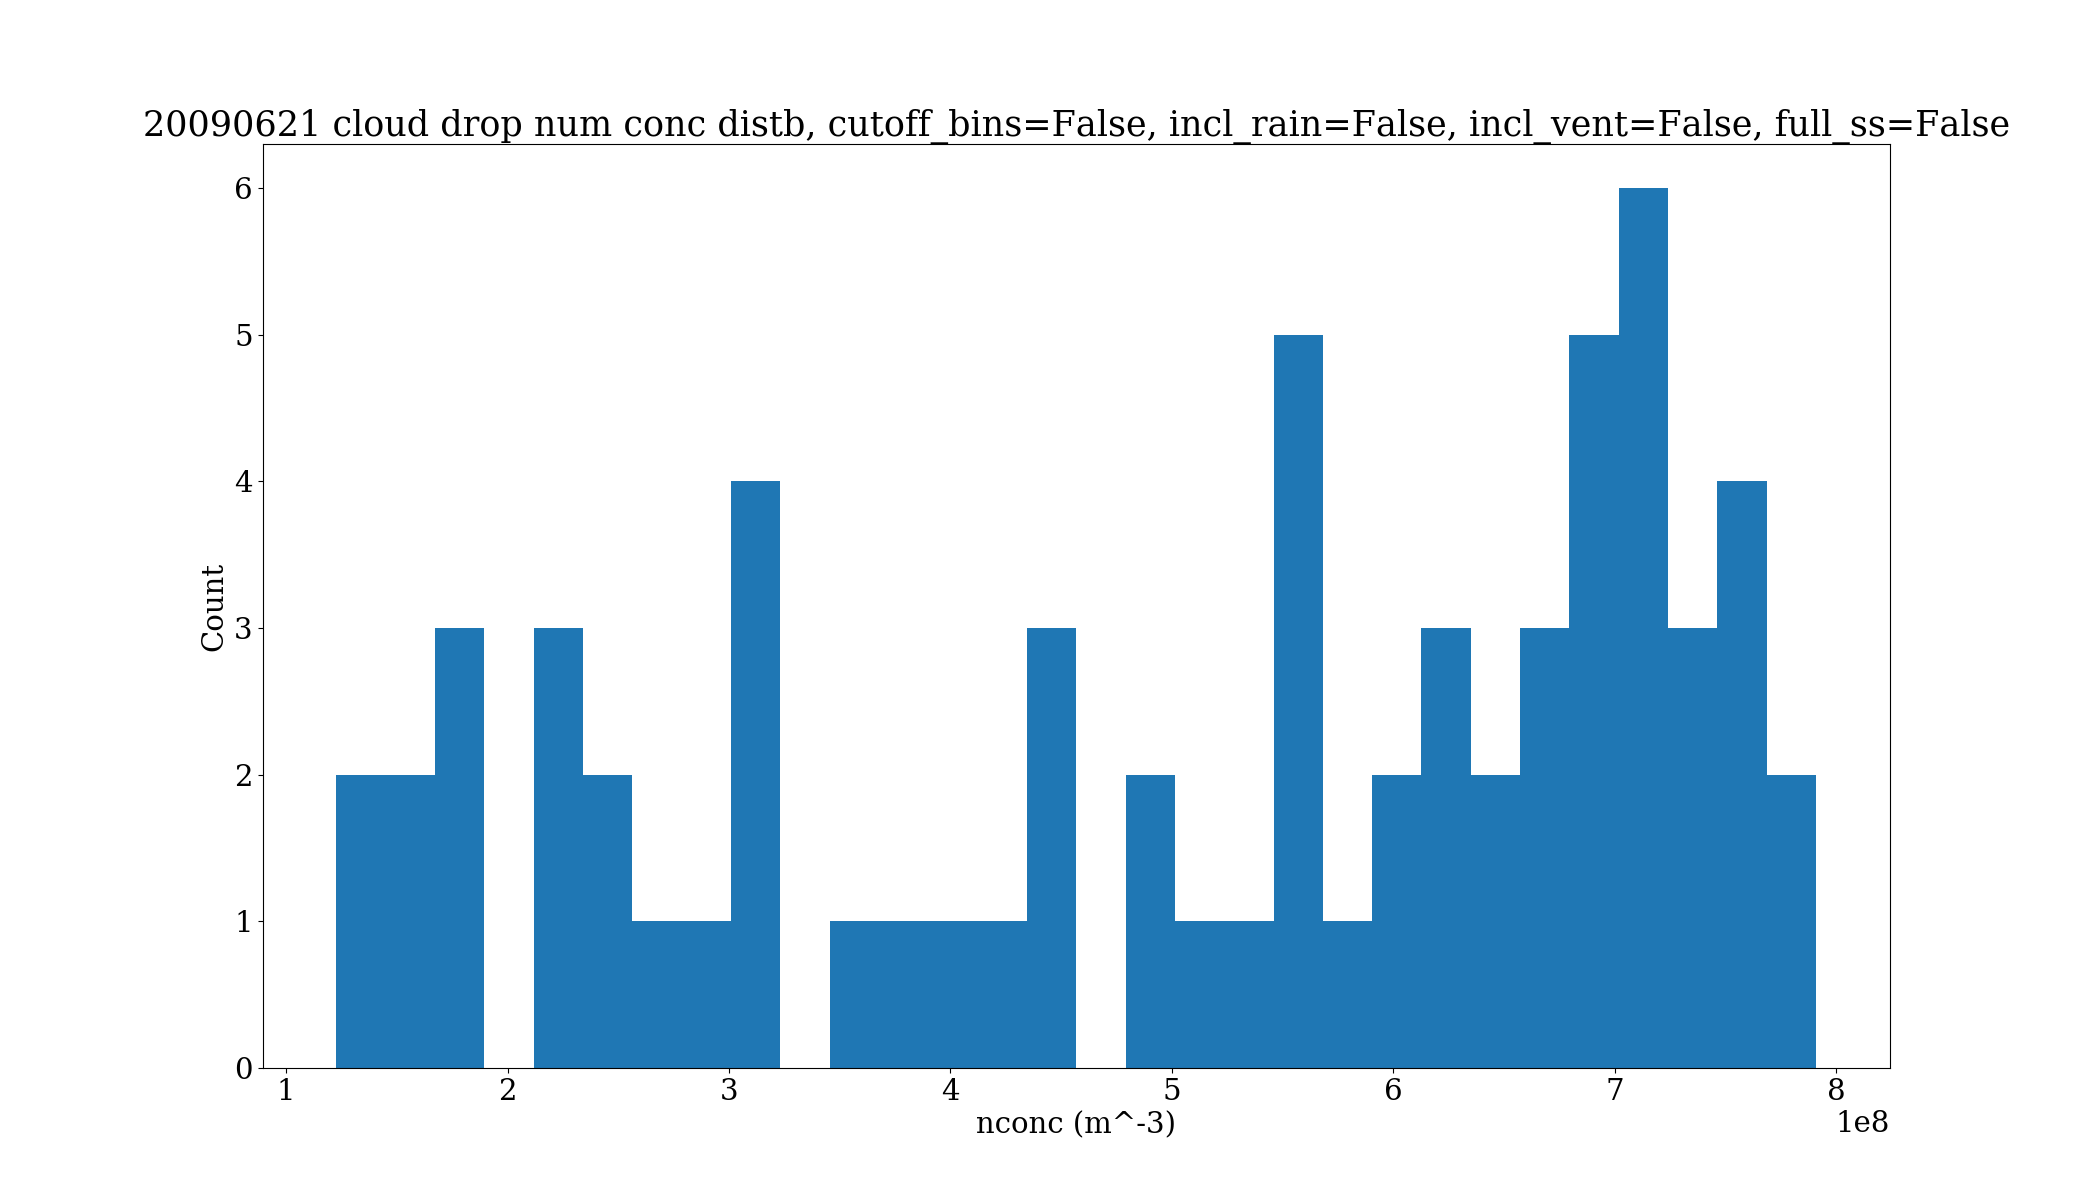 20090621 cloud drop num conc distb, cutoff_bins=False, incl_rain=False, incl_vent=False, full_ss=False
6
5
4
3
2
1
0
Count
1 2 3 4 5 6 7 8
nconc (m^-3)
1e8